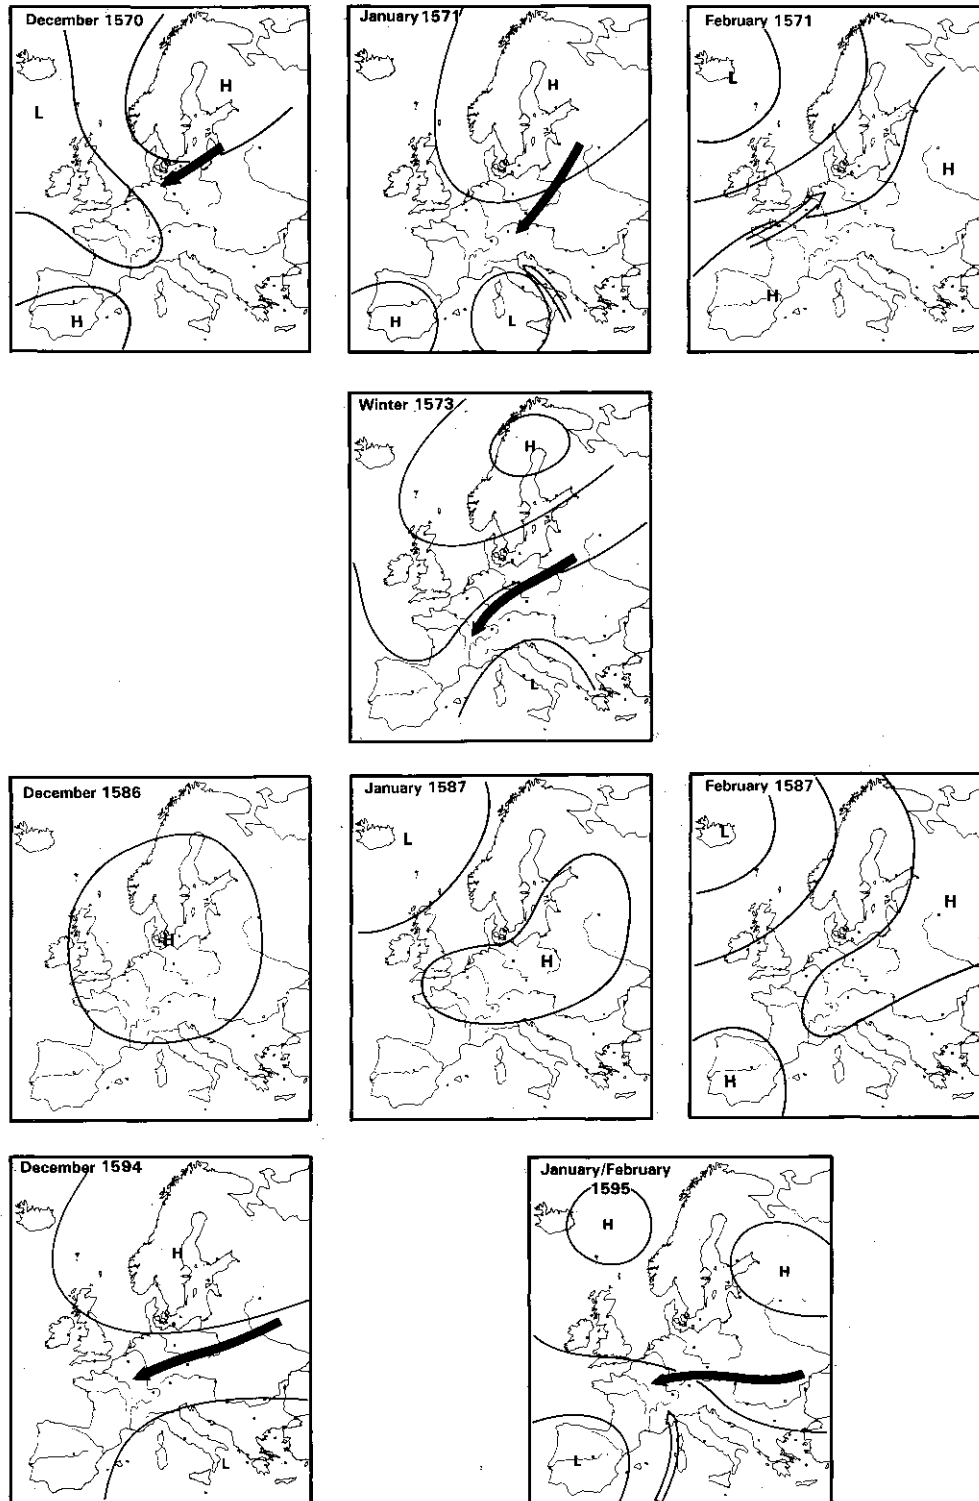 December 1570
H
L
H
January 1571
H
H
L
February 1571
L
H
H
Winter 1573
H
L
December 1586
H
January 1587
L
H
February 1587
L
H
H
December 1594
H
L
January/February
1595
H
H
L